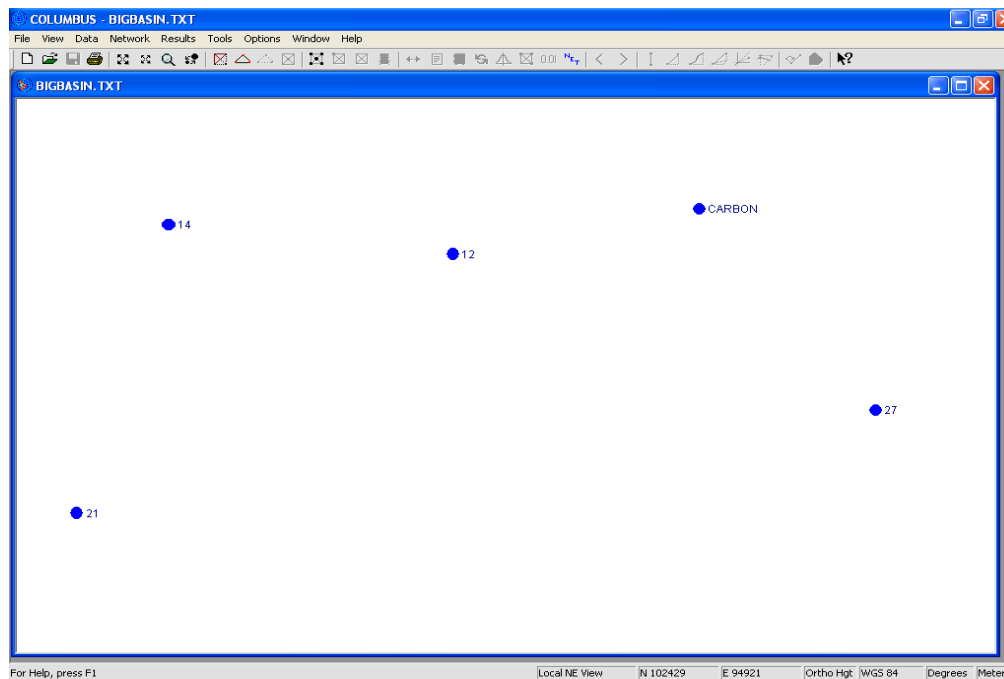 COLUMBUS - BIGBASIN.TXT
File View Data Network Results Tools Options Window Help
0.01 NET
BIGBASIN.TXT
CARBON
14
12
27
21
For Help, press F1 Local NE View N 102429 E 94921 Ortho Hgt WGS 84 Degrees Meter